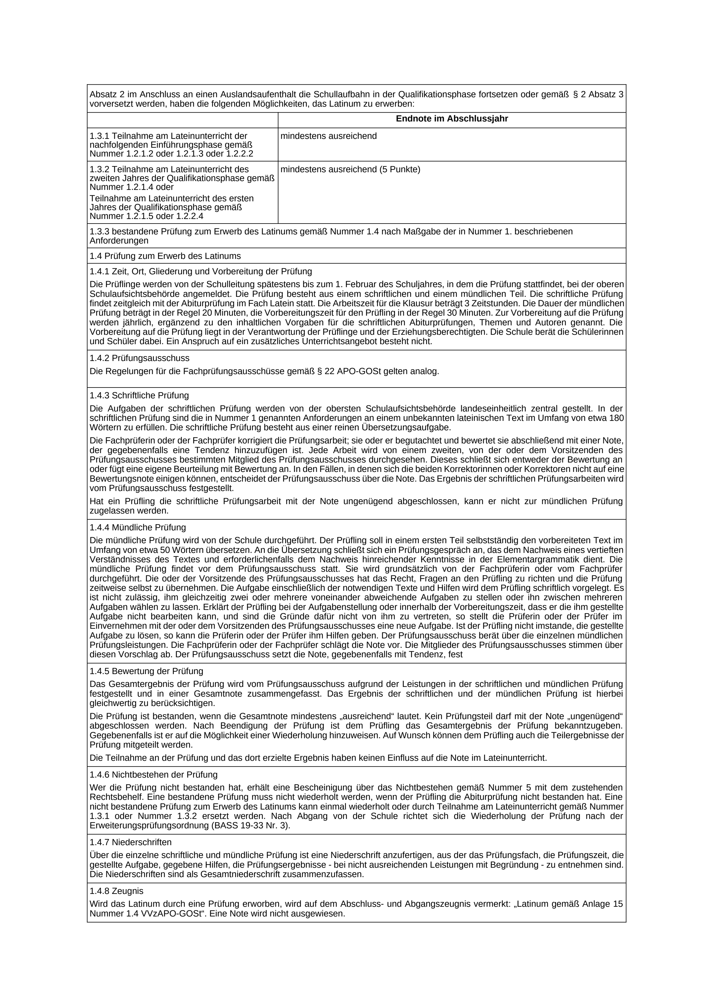 Absatz 2 im Anschluss an einen Auslandsaufenthalt die Schullaufbahn in der Qualifikationsphase fortsetzen oder gemäß § 2 Absatz 3
vorversetzt werden, haben die folgenden Möglichkeiten, das Latinum zu erwerben:
Endnote im Abschlussjahr
1.3.1 Teilnahme am Lateinunterricht der
nachfolgenden Einführungsphase gemäß
Nummer 1.2.1.2 oder 1.2.1.3 oder 1.2.2.2
mindestens ausreichend
1.3.2 Teilnahme am Lateinunterricht des
zweiten Jahres der Qualifikationsphase gemäß
Nummer 1.2.1.4 oder
Teilnahme am Lateinunterricht des ersten
Jahres der Qualifikationsphase gemäß
Nummer 1.2.1.5 oder 1.2.2.4
mindestens ausreichend (5 Punkte)
1.3.3 bestandene Prüfung zum Erwerb des Latinums gemäß Nummer 1.4 nach Maßgabe der in Nummer 1. beschriebenen
Anforderungen
1.4 Prüfung zum Erwerb des Latinums
1.4.1 Zeit, Ort, Gliederung und Vorbereitung der Prüfung
Die Prüflinge werden von der Schulleitung spätestens bis zum 1. Februar des Schuljahres, in dem die Prüfung stattfindet, bei der oberen
Schulaufsichtsbehörde angemeldet. Die Prüfung besteht aus einem schriftlichen und einem mündlichen Teil. Die schriftliche Prüfung
findet zeitgleich mit der Abiturprüfung im Fach Latein statt. Die Arbeitszeit für die Klausur beträgt 3 Zeitstunden. Die Dauer der mündlichen
Prüfung beträgt in der Regel 20 Minuten, die Vorbereitungszeit für den Prüfling in der Regel 30 Minuten. Zur Vorbereitung auf die Prüfung
werden jährlich, ergänzend zu den inhaltlichen Vorgaben für die schriftlichen Abiturprüfungen, Themen und Autoren genannt. Die
Vorbereitung auf die Prüfung liegt in der Verantwortung der Prüflinge und der Erziehungsberechtigten. Die Schule berät die Schülerinnen
und Schüler dabei. Ein Anspruch auf ein zusätzliches Unterrichtsangebot besteht nicht.
1.4.2 Prüfungsausschuss
Die Regelungen für die Fachprüfungsausschüsse gemäß § 22 APO-GOSt gelten analog.
1.4.3 Schriftliche Prüfung
Die Aufgaben der schriftlichen Prüfung werden von der obersten Schulaufsichtsbehörde landeseinheitlich zentral gestellt. In der
schriftlichen Prüfung sind die in Nummer 1 genannten Anforderungen an einem unbekannten lateinischen Text im Umfang von etwa 180
Wörtern zu erfüllen. Die schriftliche Prüfung besteht aus einer reinen Übersetzungsaufgabe.
Die Fachprüferin oder der Fachprüfer korrigiert die Prüfungsarbeit; sie oder er begutachtet und bewertet sie abschließend mit einer Note,
der gegebenenfalls eine Tendenz hinzuzufügen ist. Jede Arbeit wird von einem zweiten, von der oder dem Vorsitzenden des
Prüfungsausschusses bestimmten Mitglied des Prüfungsausschusses durchgesehen. Dieses schließt sich entweder der Bewertung an
oder fügt eine eigene Beurteilung mit Bewertung an. In den Fällen, in denen sich die beiden Korrektorinnen oder Korrektoren nicht auf eine
Bewertungsnote einigen können, entscheidet der Prüfungsausschuss über die Note. Das Ergebnis der schriftlichen Prüfungsarbeiten wird
vom Prüfungsausschuss festgestellt.
Hat ein Prüfling die schriftliche Prüfungsarbeit mit der Note ungenügend abgeschlossen, kann er nicht zur mündlichen Prüfung
zugelassen werden.
1.4.4 Mündliche Prüfung
Die mündliche Prüfung wird von der Schule durchgeführt. Der Prüfling soll in einem ersten Teil selbstständig den vorbereiteten Text im
Umfang von etwa 50 Wörtern übersetzen. An die Übersetzung schließt sich ein Prüfungsgespräch an, das dem Nachweis eines vertieften
Verständnisses des Textes und erforderlichenfalls dem Nachweis hinreichender Kenntnisse in der Elementargrammatik dient. Die
mündliche Prüfung findet vor dem Prüfungsausschuss statt. Sie wird grundsätzlich von der Fachprüferin oder vom Fachprüfer
durchgeführt. Die oder der Vorsitzende des Prüfungsausschusses hat das Recht, Fragen an den Prüfling zu richten und die Prüfung
zeitweise selbst zu übernehmen. Die Aufgabe einschließlich der notwendigen Texte und Hilfen wird dem Prüfling schriftlich vorgelegt. Es
ist nicht zulässig, ihm gleichzeitig zwei oder mehrere voneinander abweichende Aufgaben zu stellen oder ihn zwischen mehreren
Aufgaben wählen zu lassen. Erklärt der Prüfling bei der Aufgabenstellung oder innerhalb der Vorbereitungszeit, dass er die ihm gestellte
Aufgabe nicht bearbeiten kann, und sind die Gründe dafür nicht von ihm zu vertreten, so stellt die Prüferin oder der Prüfer im
Einvernehmen mit der oder dem Vorsitzenden des Prüfungsausschusses eine neue Aufgabe. Ist der Prüfling nicht imstande, die gestellte
Aufgabe zu lösen, so kann die Prüferin oder der Prüfer ihm Hilfen geben. Der Prüfungsausschuss berät über die einzelnen mündlichen
Prüfungsleistungen. Die Fachprüferin oder der Fachprüfer schlägt die Note vor. Die Mitglieder des Prüfungsausschusses stimmen über
diesen Vorschlag ab. Der Prüfungsausschuss setzt die Note, gegebenenfalls mit Tendenz, fest
1.4.5 Bewertung der Prüfung
Das Gesamtergebnis der Prüfung wird vom Prüfungsausschuss aufgrund der Leistungen in der schriftlichen und mündlichen Prüfung
festgestellt und in einer Gesamtnote zusammengefasst. Das Ergebnis der schriftlichen und der mündlichen Prüfung ist hierbei
gleichwertig zu berücksichtigen.
Die Prüfung ist bestanden, wenn die Gesamtnote mindestens „ausreichend“ lautet. Kein Prüfungsteil darf mit der Note „ungenügend“
abgeschlossen werden. Nach Beendigung der Prüfung ist dem Prüfling das Gesamtergebnis der Prüfung bekanntzugeben.
Gegebenenfalls ist er auf die Möglichkeit einer Wiederholung hinzuweisen. Auf Wunsch können dem Prüfling auch die Teilergebnisse der
Prüfung mitgeteilt werden.
Die Teilnahme an der Prüfung und das dort erzielte Ergebnis haben keinen Einfluss auf die Note im Lateinunterricht.
1.4.6 Nichtbestehen der Prüfung
Wer die Prüfung nicht bestanden hat, erhält eine Bescheinigung über das Nichtbestehen gemäß Nummer 5 mit dem zustehenden
Rechtsbehelf. Eine bestandene Prüfung muss nicht wiederholt werden, wenn der Prüfling die Abiturprüfung nicht bestanden hat. Eine
nicht bestandene Prüfung zum Erwerb des Latinums kann einmal wiederholt oder durch Teilnahme am Lateinunterricht gemäß Nummer
1.3.1 oder Nummer 1.3.2 ersetzt werden. Nach Abgang von der Schule richtet sich die Wiederholung der Prüfung nach der
Erweiterungsprüfungsordnung (BASS 19-33 Nr. 3).
1.4.7 Niederschriften
Über die einzelne schriftliche und mündliche Prüfung ist eine Niederschrift anzufertigen, aus der das Prüfungsfach, die Prüfungszeit, die
gestellte Aufgabe, gegebene Hilfen, die Prüfungsergebnisse - bei nicht ausreichenden Leistungen mit Begründung - zu entnehmen sind.
Die Niederschriften sind als Gesamtniederschrift zusammenzufassen.
1.4.8 Zeugnis
Wird das Latinum durch eine Prüfung erworben, wird auf dem Abschluss- und Abgangszeugnis vermerkt: „Latinum gemäß Anlage 15
Nummer 1.4 VVzAPO-GOSt“. Eine Note wird nicht ausgewiesen.